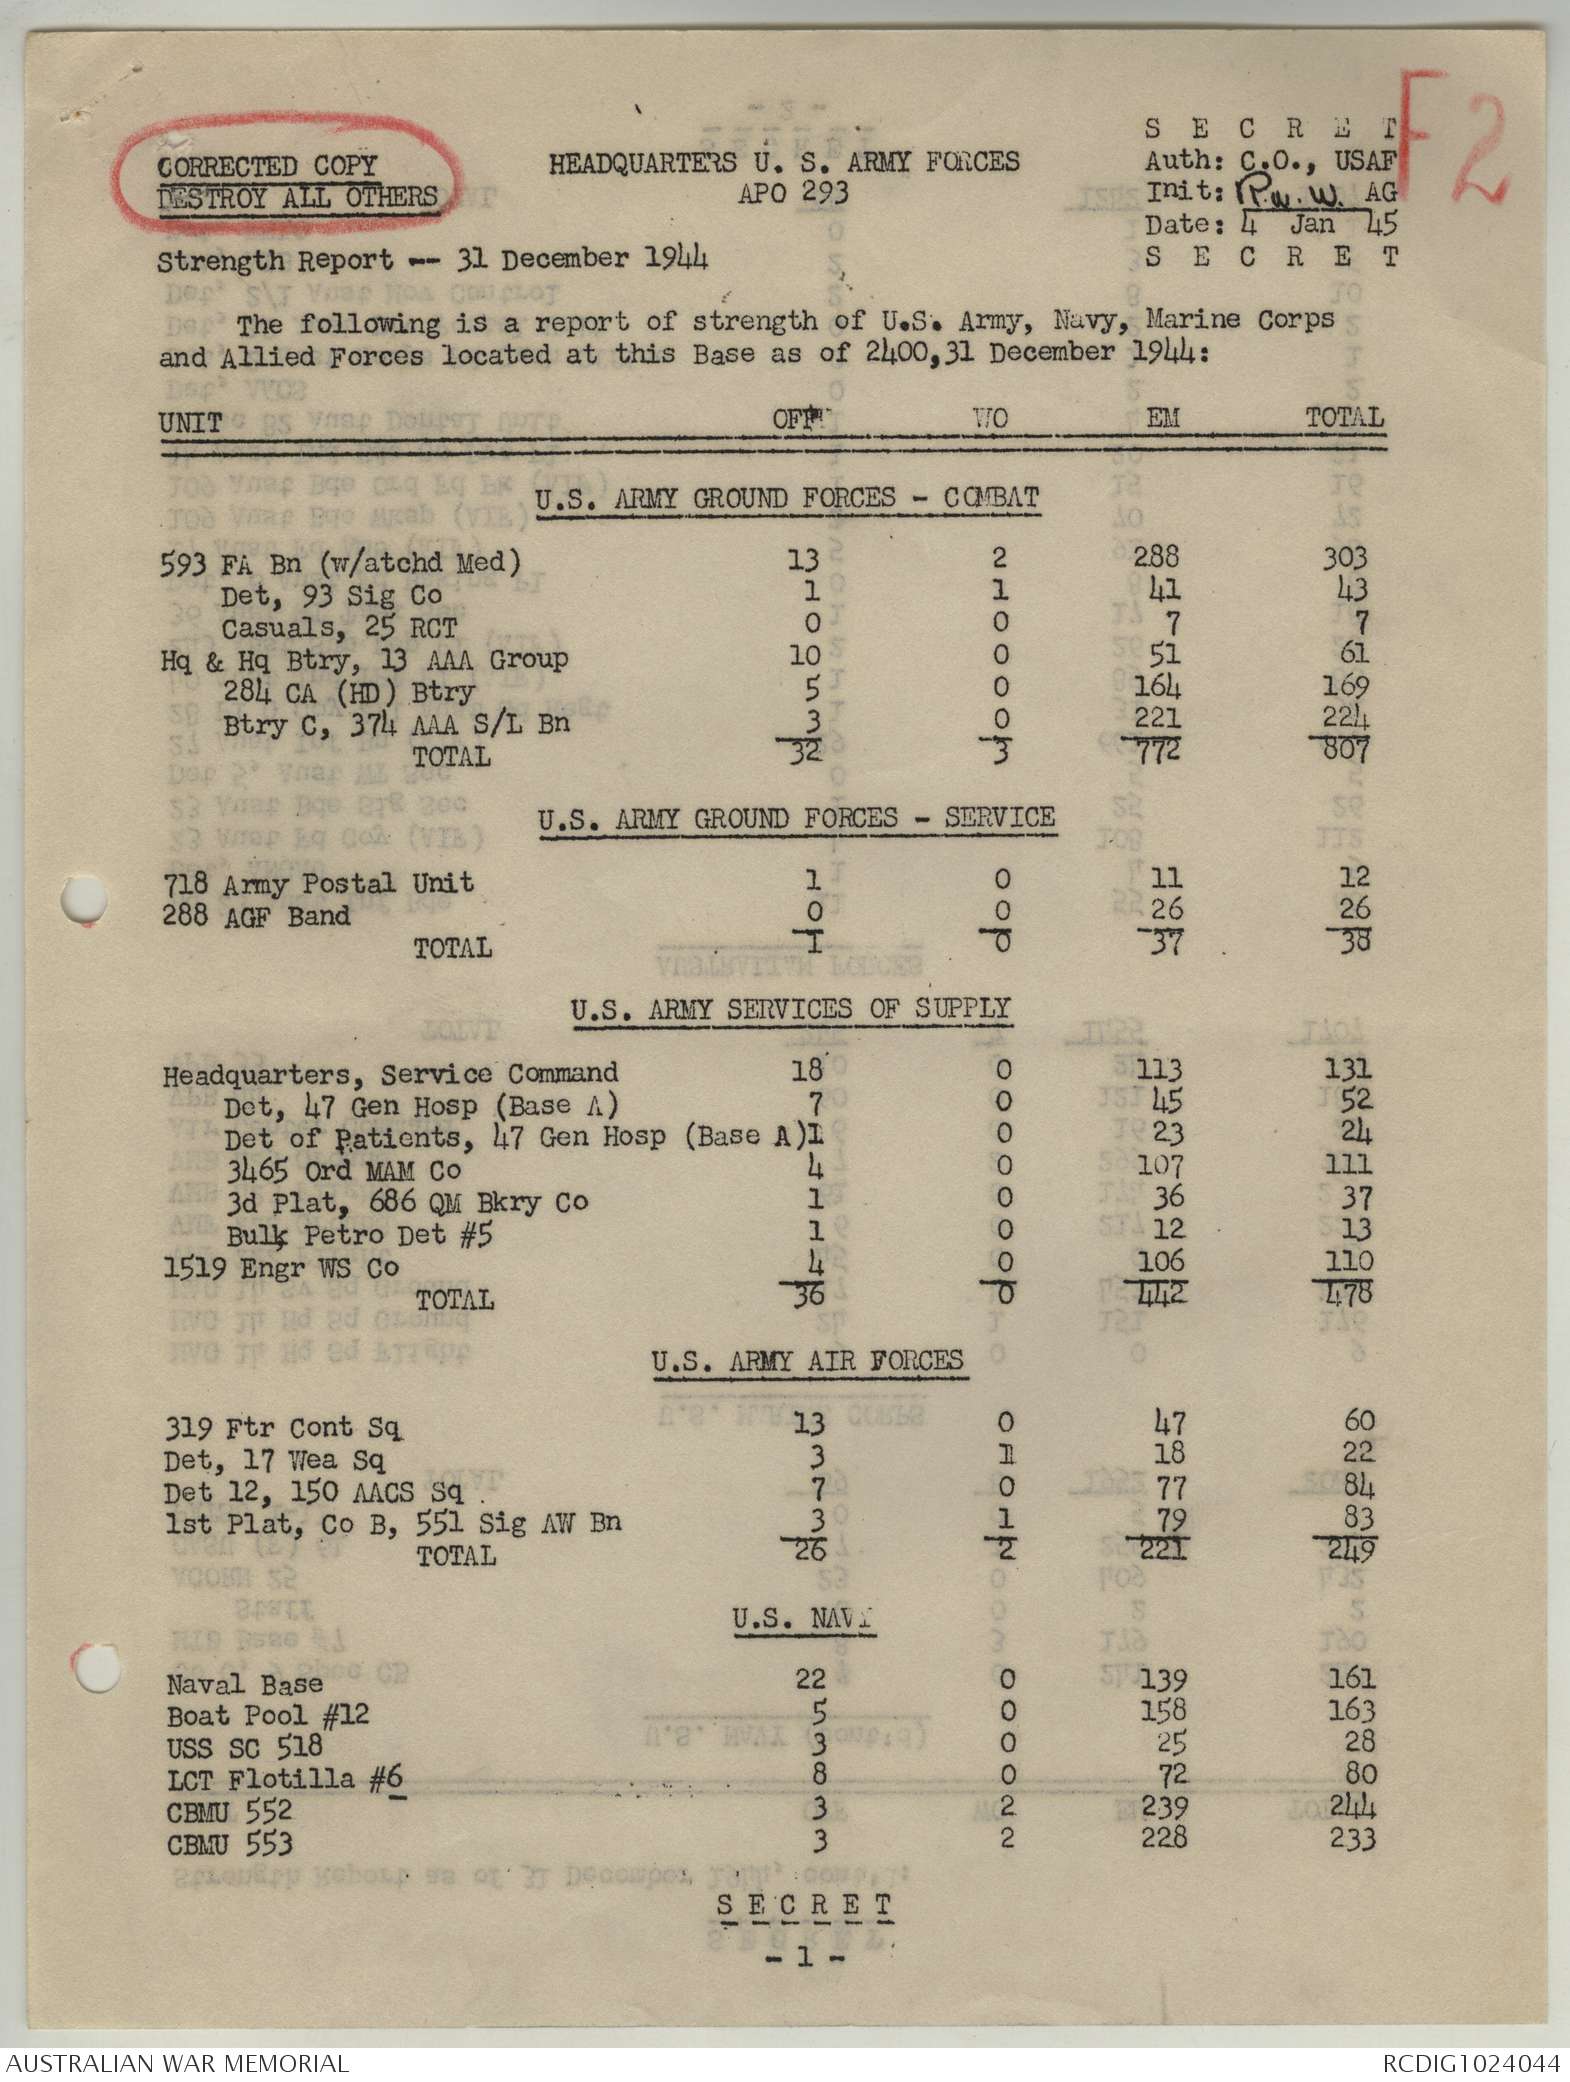 S E C R E T
F2
CORRECTED COPY HEADQUARTERS U. S. ARMY FORCES Auth: C.O., USAF
DESTROY ALL OTHERS APO 293 Init: R.W.W. AG
Date: 4 Jan 45
Strength Report -- 31 December 1944 S E C R E T
The following is a report of strength of U.S. Army, Navy, Marine Corps
and Allied Forces located at this Base as of 2400,31 December 1944:
UNIT OFF WO EM TOTAL
U.S. ARMY GROUND FORCES - COMBAT
593 FA Bn (w/atchd Med) 13 2 288 303
Det, 93 Sig Co 1 1 41 43
Casuals, 25 RCT 0 0 7 7
Hq & Hq Btry, 13 AAA Group 10 0 51 61
284 CA (HD) Btry 5 0 164 169
Btry C, 374 AAA S/L Bn 3 0 221 224
TOTAL 32 3 772 807
U.S. ARMY GROUND FORCES - SERVICE
718 Army Postal Unit 1 0 11 12
288 AGF Band 0 0 26 26
TOTAL 1 0 37 38
U.S. ARMY SERVICES OF SUPPLY
Headquarters, Service Command 18 0 113 131
Det, 47 Gen Hosp (Base A) 7 0 45 52
Det of Patients, 47 Gen Hosp (Base A)1 0 23 24
3465 Ord MAM Co 4 0 107 111
3d Plat, 686 QM Bkry Co 1 0 36 37
Bulk Petro Det #5 1 0 12 13
1519 Engr WS Co 4 0 106 110
TOTAL 36 0 442 478
U.S. ARMY AIR FORCES
319 Ftr Cont Sq 13 0 47 60
Det, 17 Wea Sq 3 1 18 22
Det 12, 150 AACS Sq 7 0 77 84
1st Plat, Co B, 551 Sig AW Bn 3 1 79 83
TOTAL 26 2 221 249
U.S. NAVY
Naval Base 22 0 139 161
Boat Pool #12 5 0 158 163
USS SC 518 3 0 25 28
LCT Flotilla #6 8 0 72 80
CBMU 552 3 2 239 244
CBMU 553 3 2 228 233
S E C R E T
- 1 -
AUSTRALIAN WAR MEMORIAL RCDIG1024044